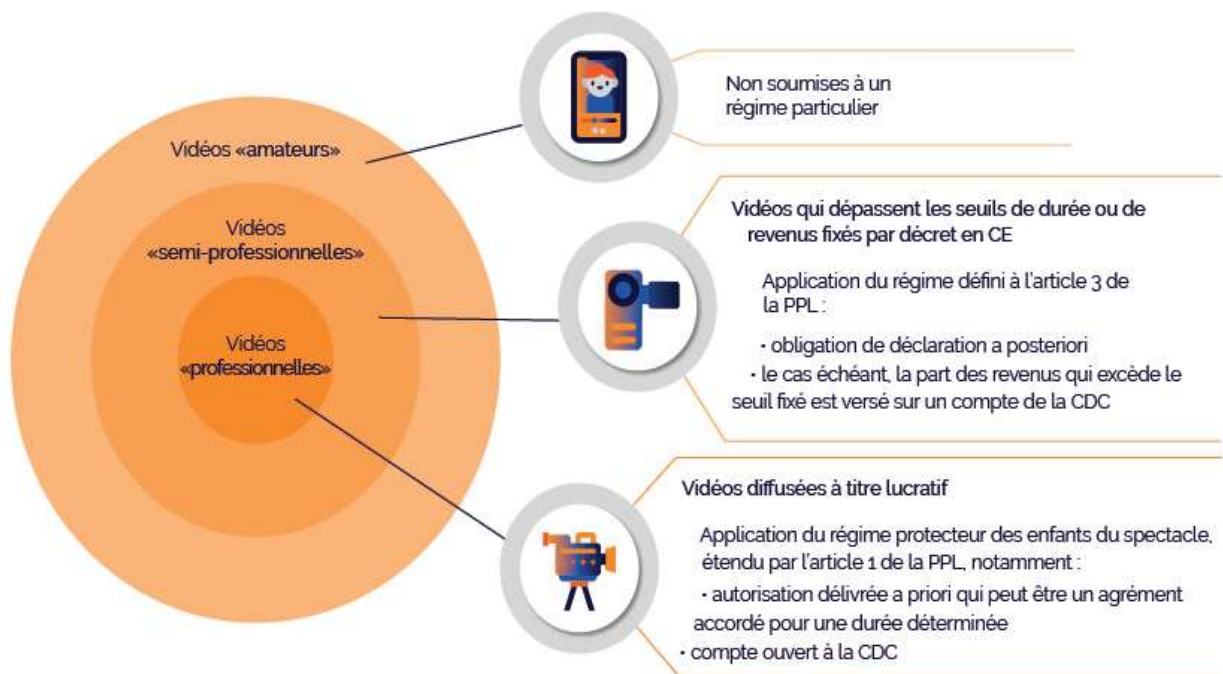 Vidéos «amateurs»
Non soumises à un
régime particulier
Vidéos
«semi-professionnelles»
Vidéos qui dépassent les seuils de durée ou de
revenus fixés par décret en CE
Application du régime défini à l'article 3 de
la PPL :
• obligation de déclaration a posteriori
• le cas échéant, la part des revenus qui excède le
seuil fixé est versé sur un compte de la CDC
Vidéos
«professionnelles»
Vidéos diffusées à titre lucratif
Application du régime protecteur des enfants du spectacle,
étendu par l'article 1 de la PPL, notamment :
• autorisation délivrée a priori qui peut être un agrément
accordé pour une durée déterminée
• compte ouvert à la CDC